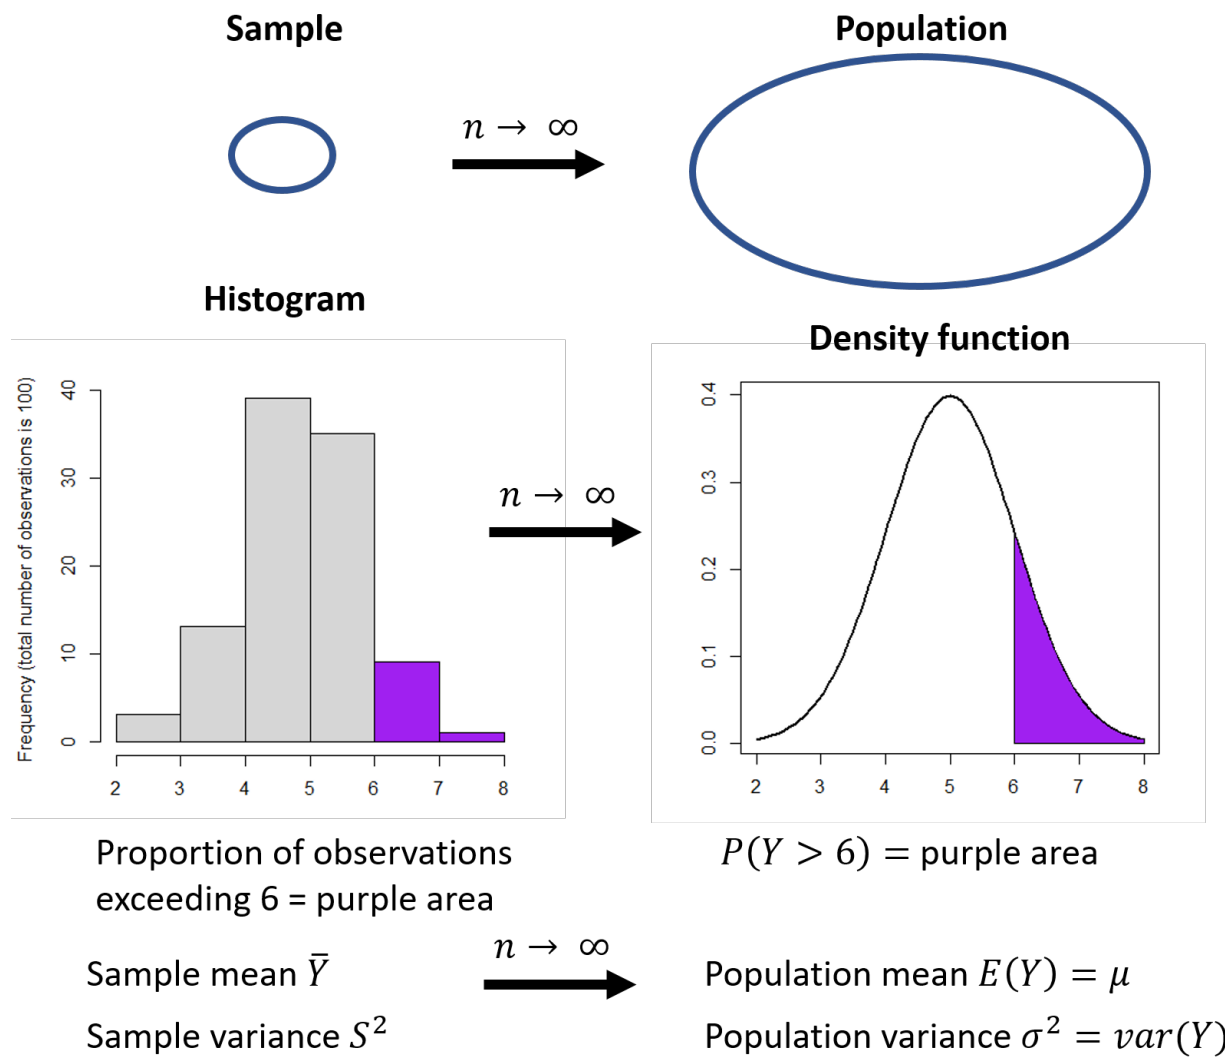 Sample
Population
n → ∞
Histogram
Density function
Frequency (total number of observations is 100)
40
30
20
10
0
2 3 4 5 6 7 8
n → ∞
0.4
0.3
0.2
0.1
0.0
2 3 4 5 6 7 8
Proportion of observations
exceeding 6 = purple area
P(Y > 6) = purple area
n → ∞
Sample mean Ȳ
Population mean E(Y) = μ
Sample variance S²
Population variance σ² = var(Y)